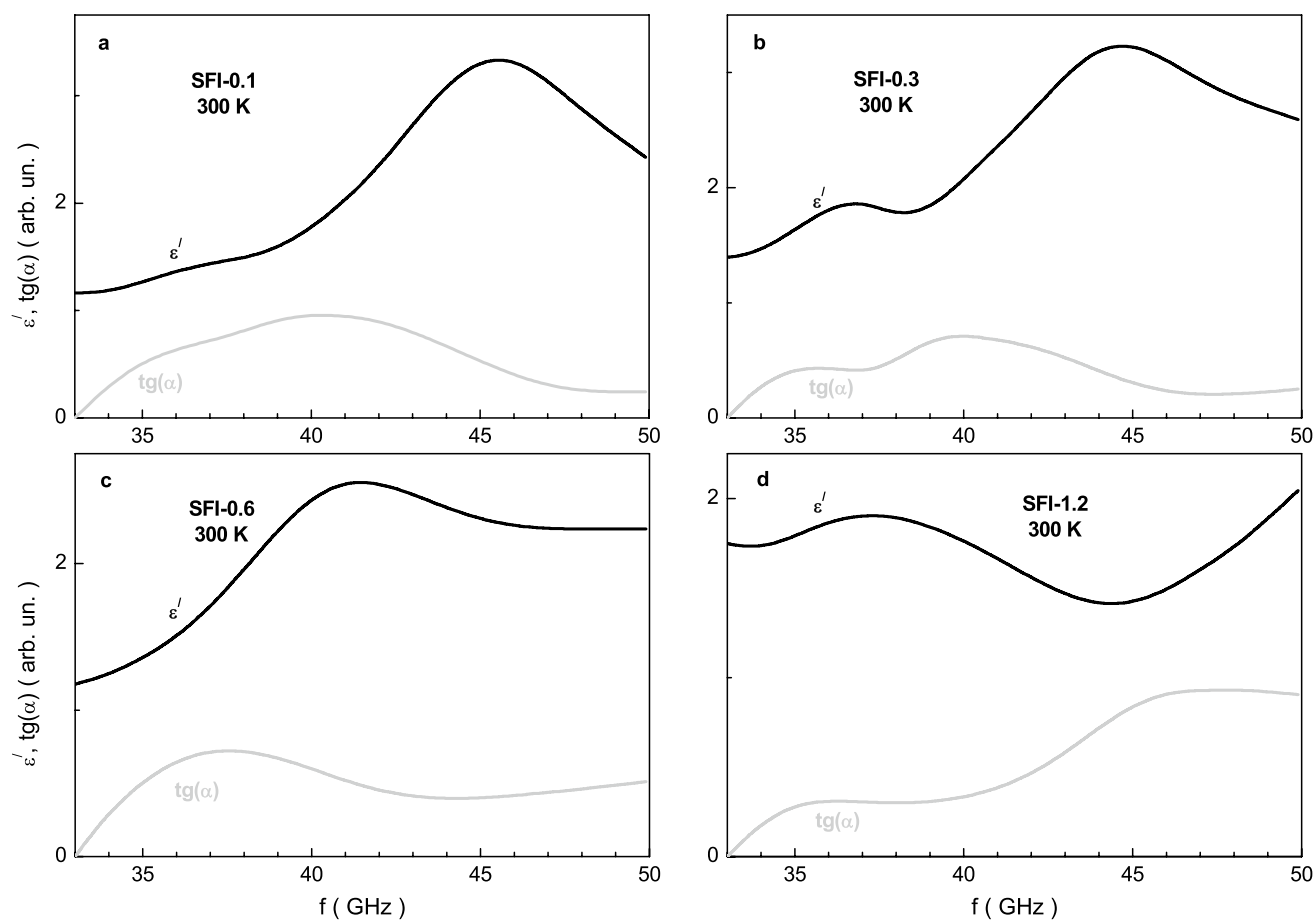 a
SFI-0.1
300 K
ε′
tg(α)
ε′, tg(α) ( arb. un. )
2
0
35 40 45 50
b
SFI-0.3
300 K
ε′
tg(α)
2
0
35 40 45 50
c
SFI-0.6
300 K
ε′
tg(α)
ε′, tg(α) ( arb. un. )
2
0
35 40 45 50
f ( GHz )
d
SFI-1.2
300 K
ε′
tg(α)
2
0
35 40 45 50
f ( GHz )